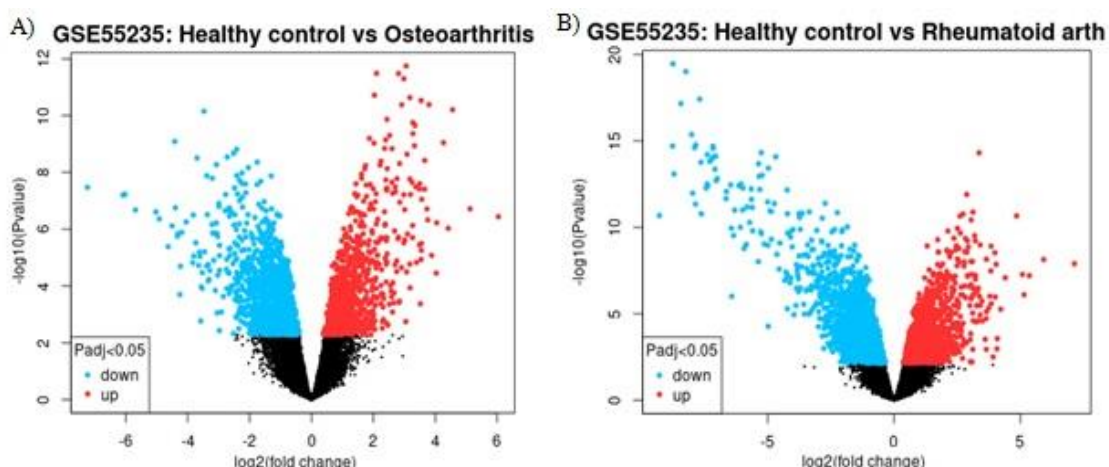 A) GSE55235: Healthy control vs Osteoarthritis
-log10(Pvalue)
12
10
8
6
4
2
0
Padj<0.05
down
up
-6 -4 -2 0 2 4 6
log2(fold change)
B) GSE55235: Healthy control vs Rheumatoid arth
-log10(Pvalue)
20
15
10
5
0
Padj<0.05
down
up
-5 0 5
log2(fold change)